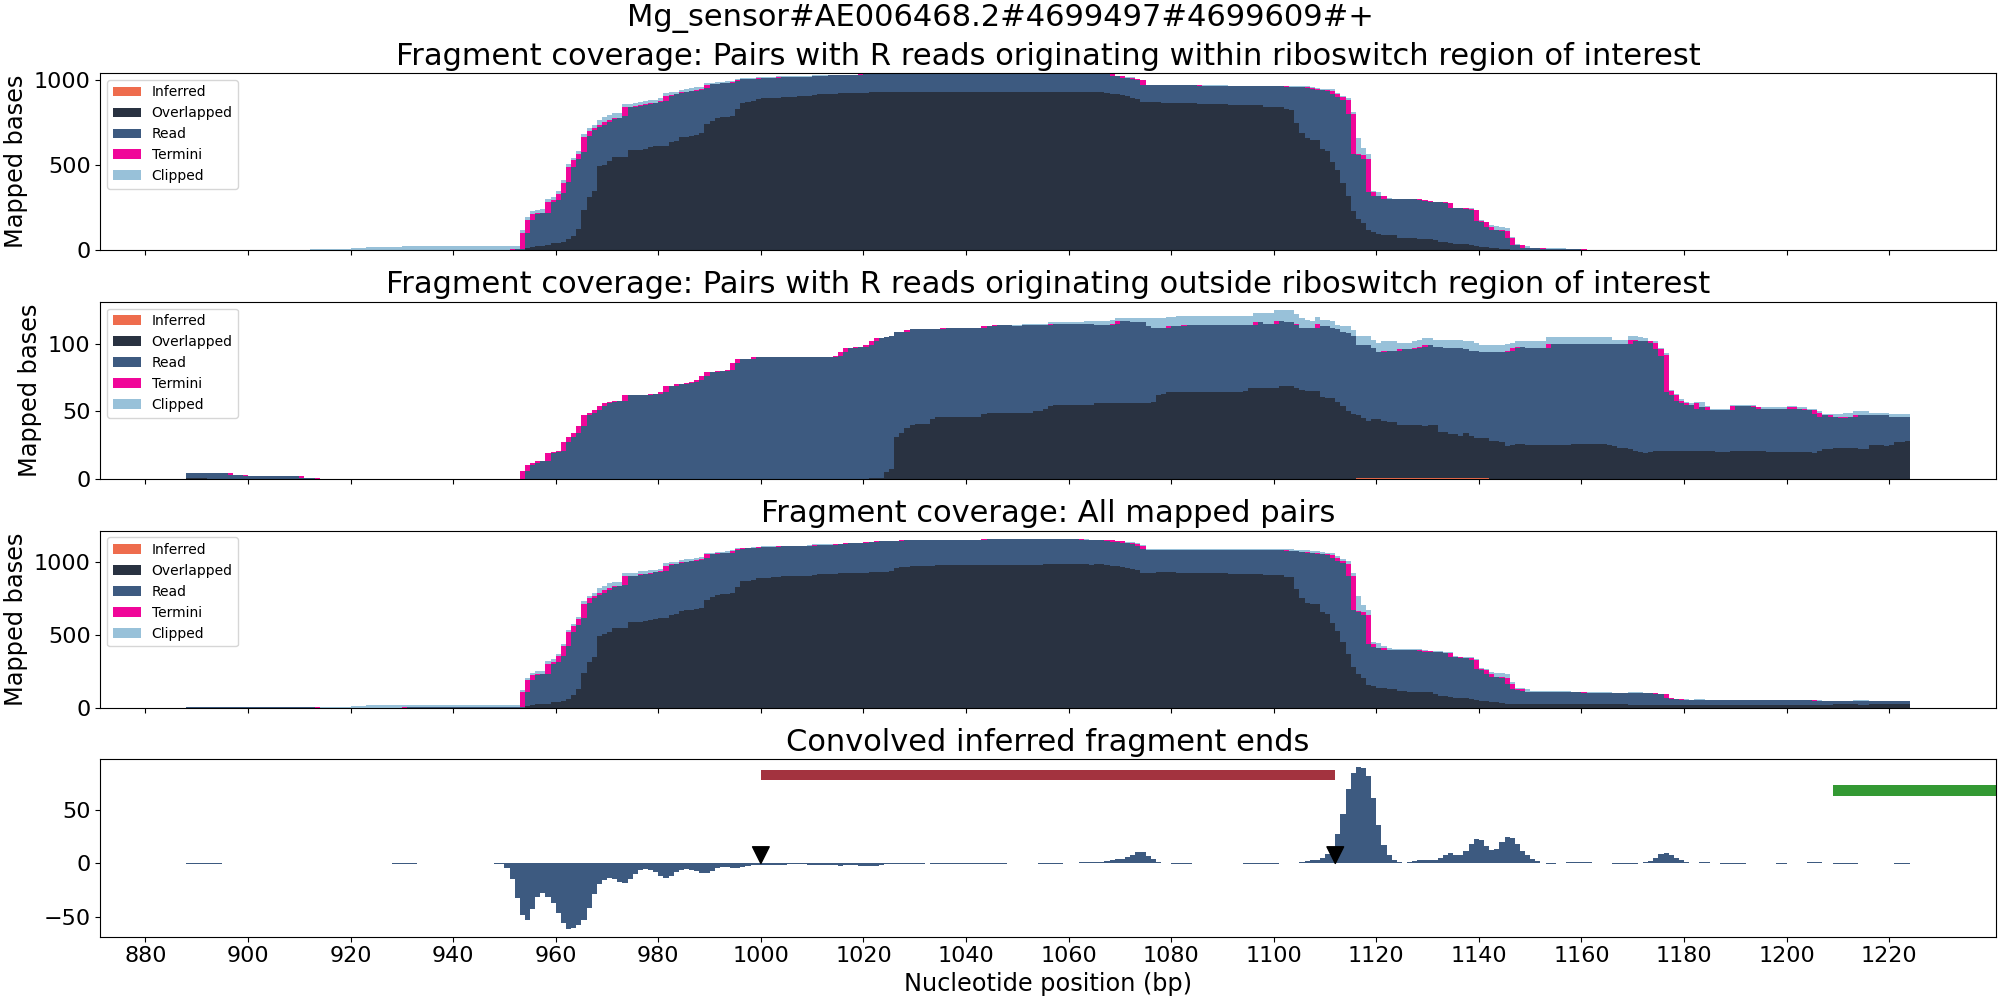 Mg_sensor#AE006468.2#4699497#4699609#+
Fragment coverage: Pairs with R reads originating within riboswitch region of interest
Mapped bases
1000
500
0
Inferred
Overlapped
Read
Termini
Clipped
Fragment coverage: Pairs with R reads originating outside riboswitch region of interest
Mapped bases
100
50
0
Inferred
Overlapped
Read
Termini
Clipped
Fragment coverage: All mapped pairs
Mapped bases
1000
500
0
Inferred
Overlapped
Read
Termini
Clipped
Convolved inferred fragment ends
50
0
−50
880 900 920 940 960 980 1000 1020 1040 1060 1080 1100 1120 1140 1160 1180 1200 1220
Nucleotide position (bp)